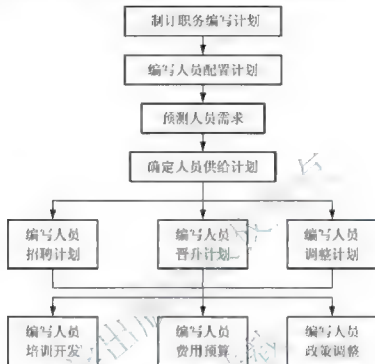 制订职务编写计划
编写人员配置计划
预测人员需求
确定人员供给计划
编写人员
招聘计划
编写人员
晋升计划
编写人员
调整计划
编写人员
培训开发
编写人员
费用预算
编写人员
政策调整